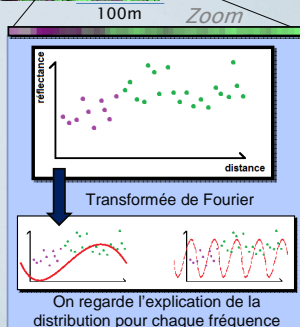 100m
Zoom
réflectance
distance
Transformée de Fourier
On regarde l'explication de la
distribution pour chaque fréquence